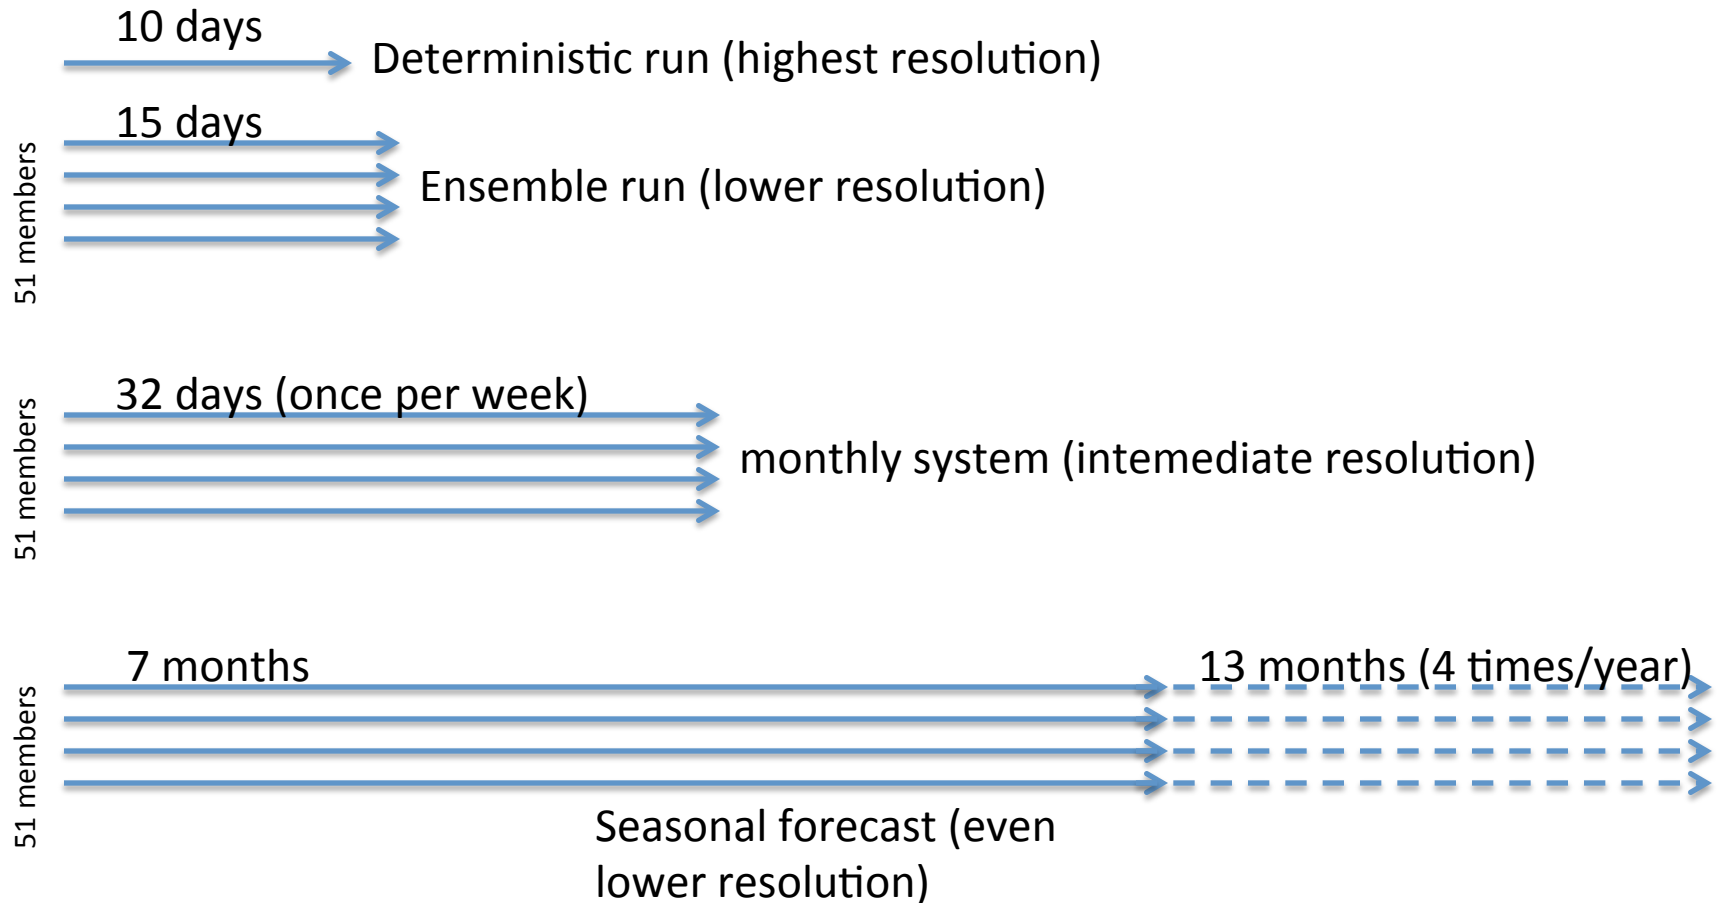 10 days
Deterministic run (highest resolution)
15 days
51 members
Ensemble run (lower resolution)
32 days (once per week)
51 members
monthly system (intemediate resolution)
7 months
13 months (4 times/year)
51 members
Seasonal forecast (even
lower resolution)